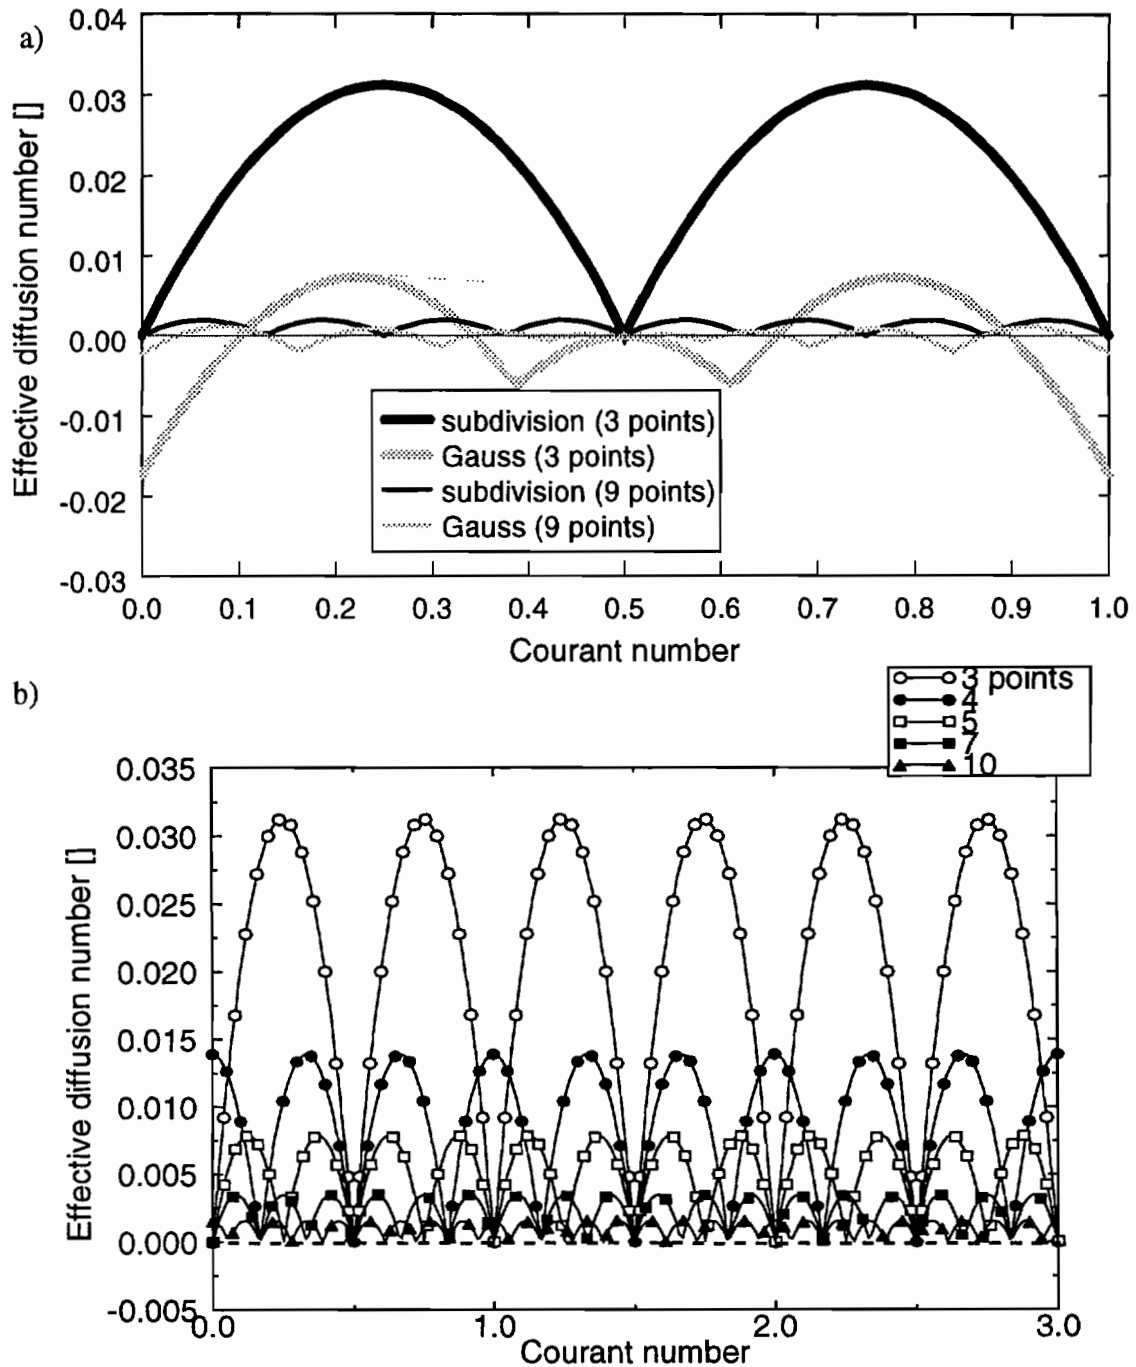 a)
Effective diffusion number []
0.04
0.03
0.02
0.01
0.00
-0.01
-0.02
-0.03
subdivision (3 points)
Gauss (3 points)
subdivision (9 points)
Gauss (9 points)
0.0 0.1 0.2 0.3 0.4 0.5 0.6 0.7 0.8 0.9 1.0
Courant number
b)
3 points
4
5
7
10
Effective diffusion number []
0.035
0.030
0.025
0.020
0.015
0.010
0.005
0.000
-0.005
0.0 1.0 2.0 3.0
Courant number